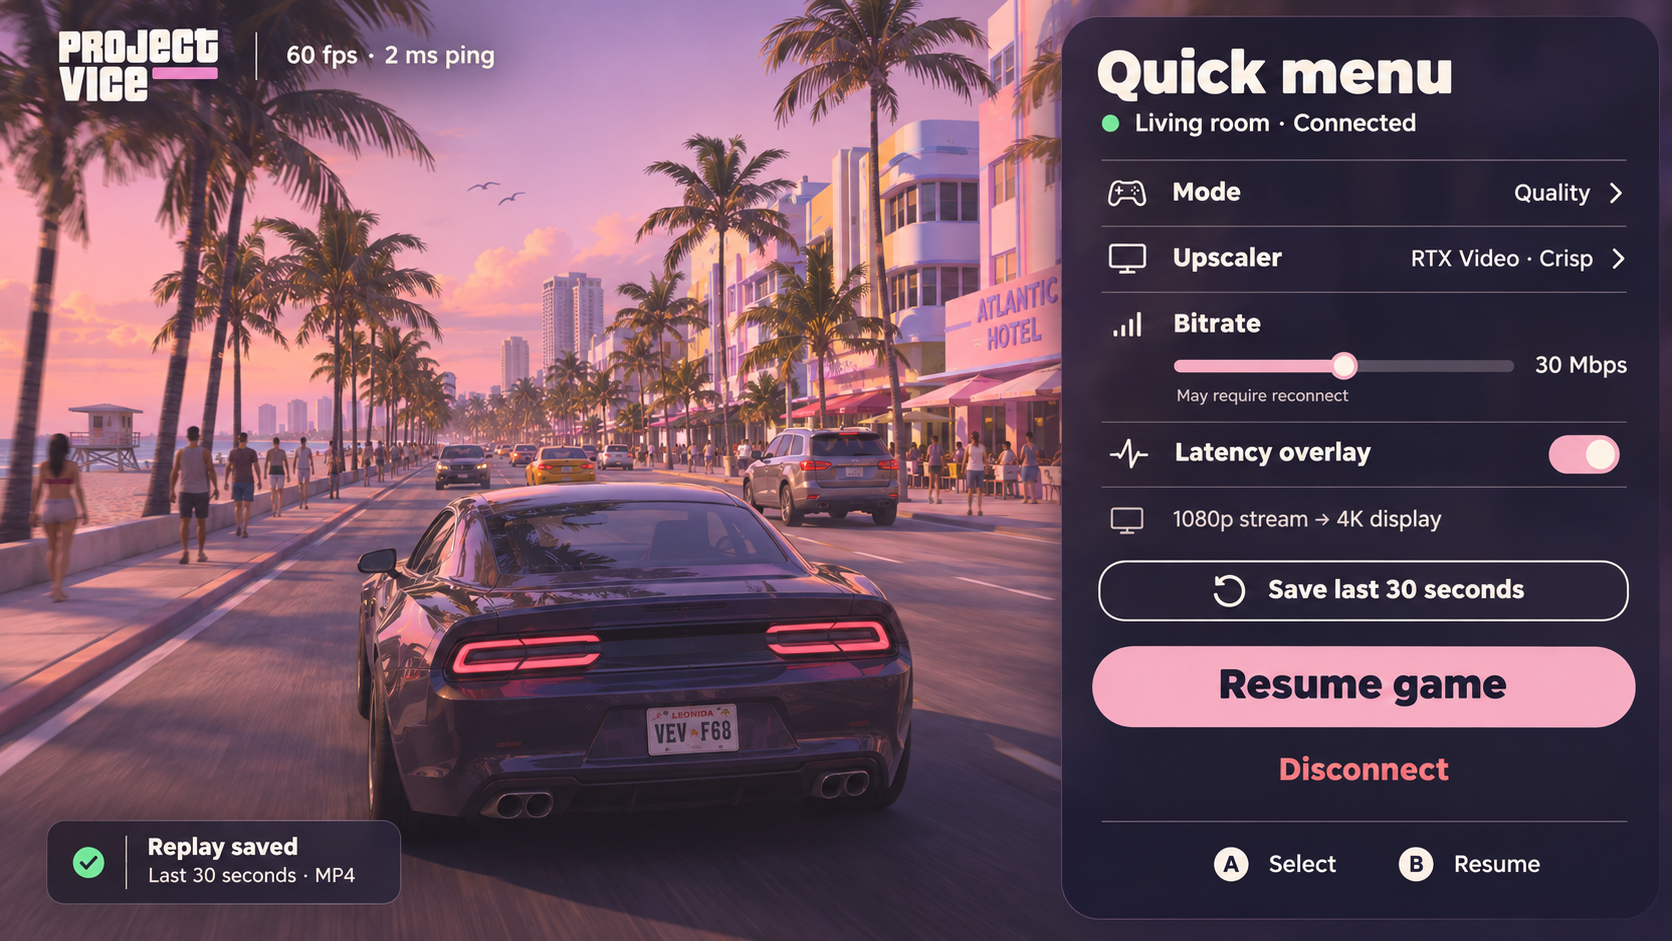 PROJECT
VICE
60 fps · 2 ms ping
ATLANTIC
HOTEL
LEONIDA
VEV F68
Replay saved
Last 30 seconds · MP4
Quick menu
Living room · Connected
Mode
Quality
Upscaler
RTX Video · Crisp
Bitrate
30 Mbps
May require reconnect
Latency overlay
1080p stream → 4K display
Save last 30 seconds
Resume game
Disconnect
A Select
B Resume